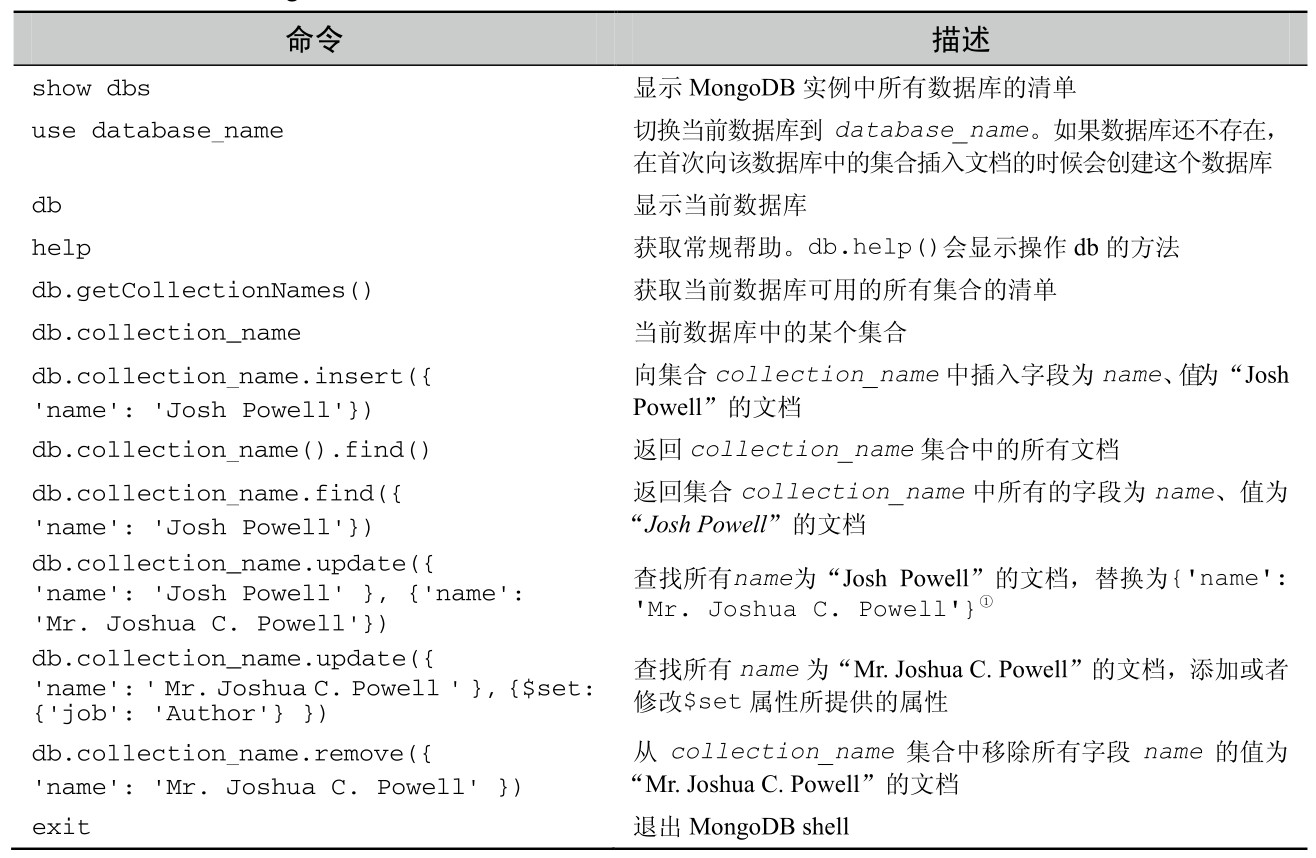 命令 描述
show dbs 显示 MongoDB 实例中所有数据库的清单
use database_name 切换当前数据库到 database_name。如果数据库还不存在，
在首次向该数据库中的集合插入文档的时候会创建这个数据库
db 显示当前数据库
help 获取常规帮助。db.help()会显示操作 db 的方法
db.getCollectionNames() 获取当前数据库可用的所有集合的清单
db.collection_name 当前数据库中的某个集合
db.collection_name.insert({ 向集合 collection_name 中插入字段为 name、值为“Josh
'name': 'Josh Powell'}) Powell”的文档
db.collection_name().find() 返回 collection_name 集合中的所有文档
db.collection_name.find({ 返回集合 collection_name 中所有的字段为 name、值为
'name': 'Josh Powell'}) “Josh Powell”的文档
db.collection_name.update({
'name': 'Josh Powell' }, {'name': 查找所有name为“Josh Powell”的文档，替换为{'name':
'Mr. Joshua C. Powell'}) 'Mr. Joshua C. Powell'}①
db.collection_name.update({
'name': ' Mr. Joshua C. Powell ' }, {$set: 查找所有 name 为“Mr. Joshua C. Powell”的文档，添加或者
{'job': 'Author'} }) 修改$set 属性所提供的属性
db.collection_name.remove({ 从 collection_name 集合中移除所有字段 name 的值为
'name': 'Mr. Joshua C. Powell' }) “Mr. Joshua C. Powell”的文档
exit 退出 MongoDB shell